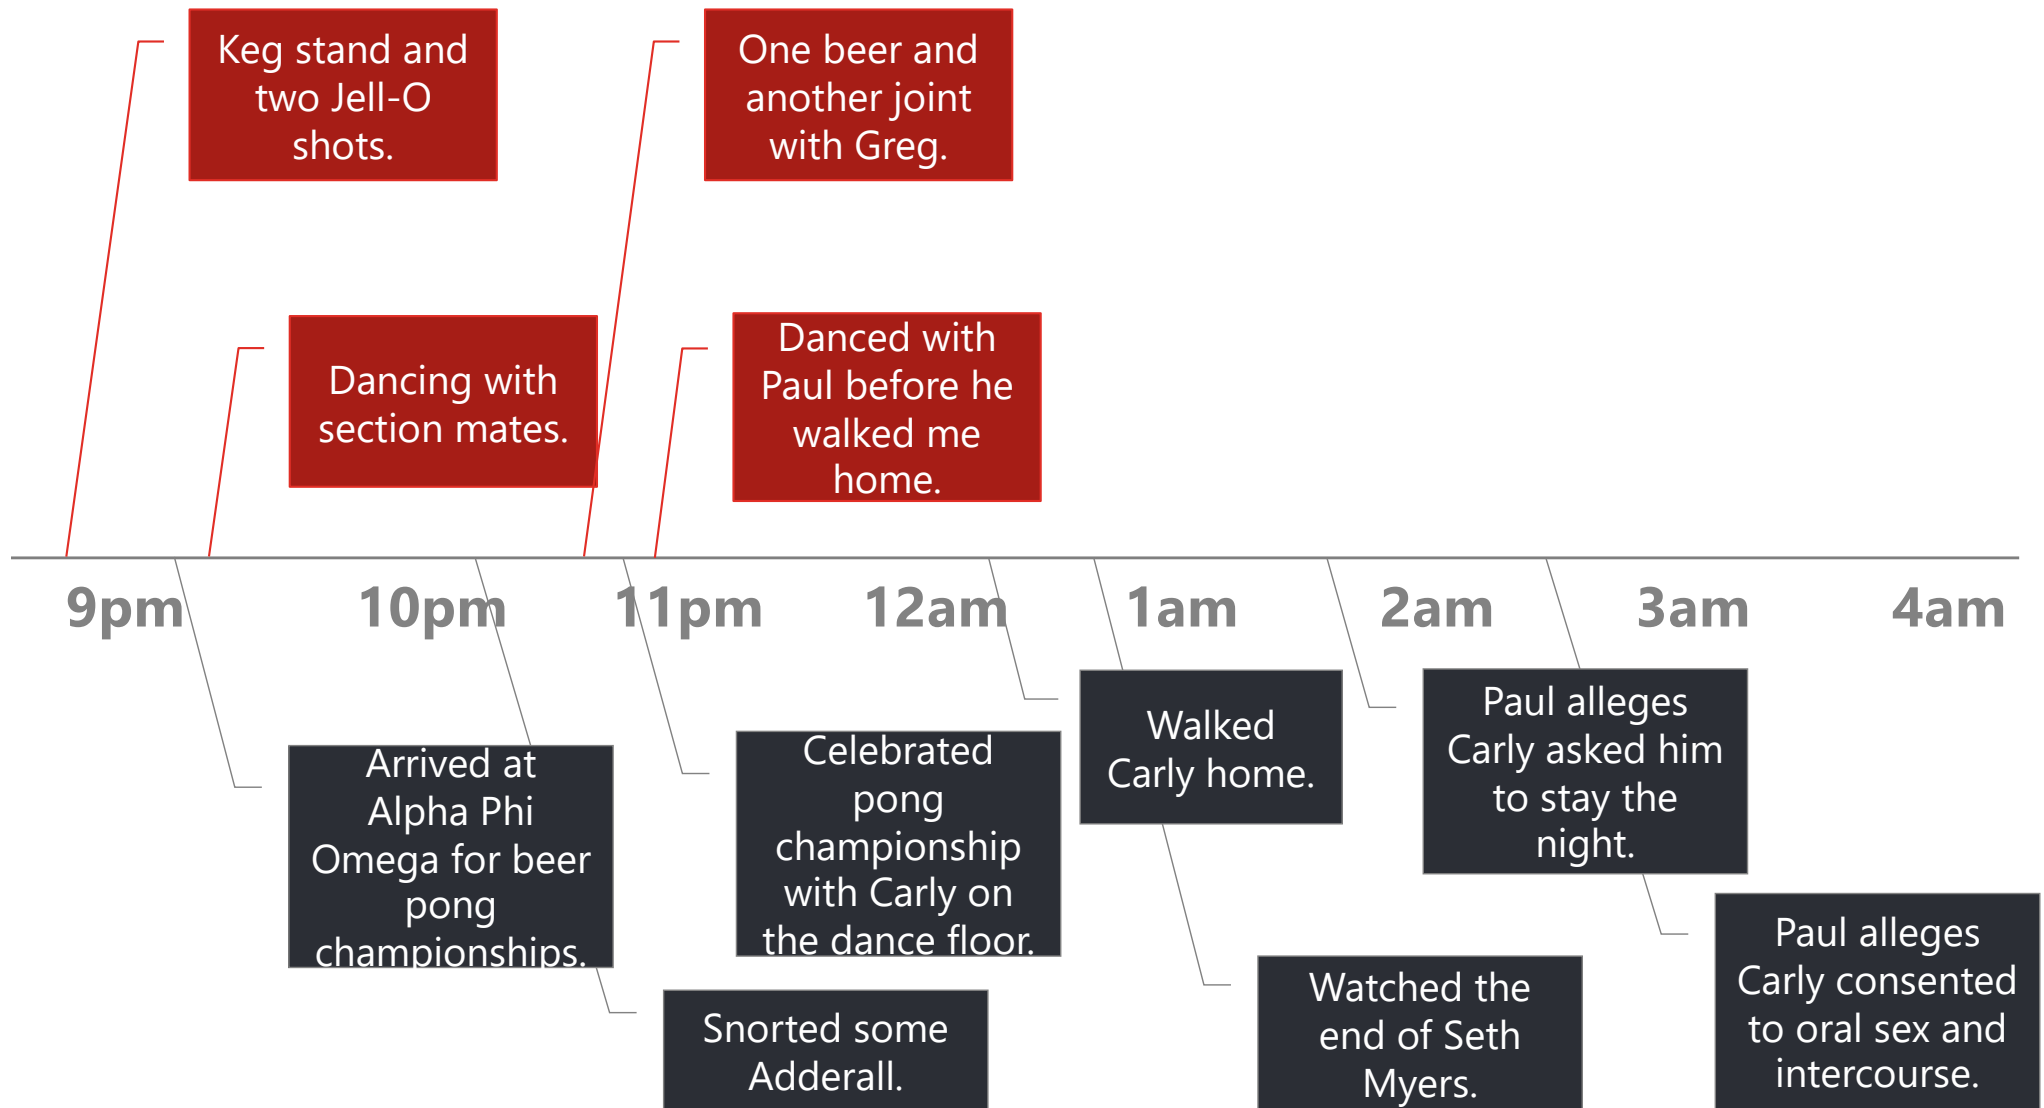 Keg stand and
two Jell-O
shots.
One beer and
another joint
with Greg.
Dancing with
section mates.
Danced with
Paul before he
walked me
home.
9pm
10pm
11pm
12am
1am
2am
3am
4am
Arrived at
Alpha Phi
Omega for beer
pong
championships.
Snorted some
Adderall.
Celebrated
pong
championship
with Carly on
the dance floor.
Walked
Carly home.
Watched the
end of Seth
Myers.
Paul alleges
Carly asked him
to stay the
night.
Paul alleges
Carly consented
to oral sex and
intercourse.